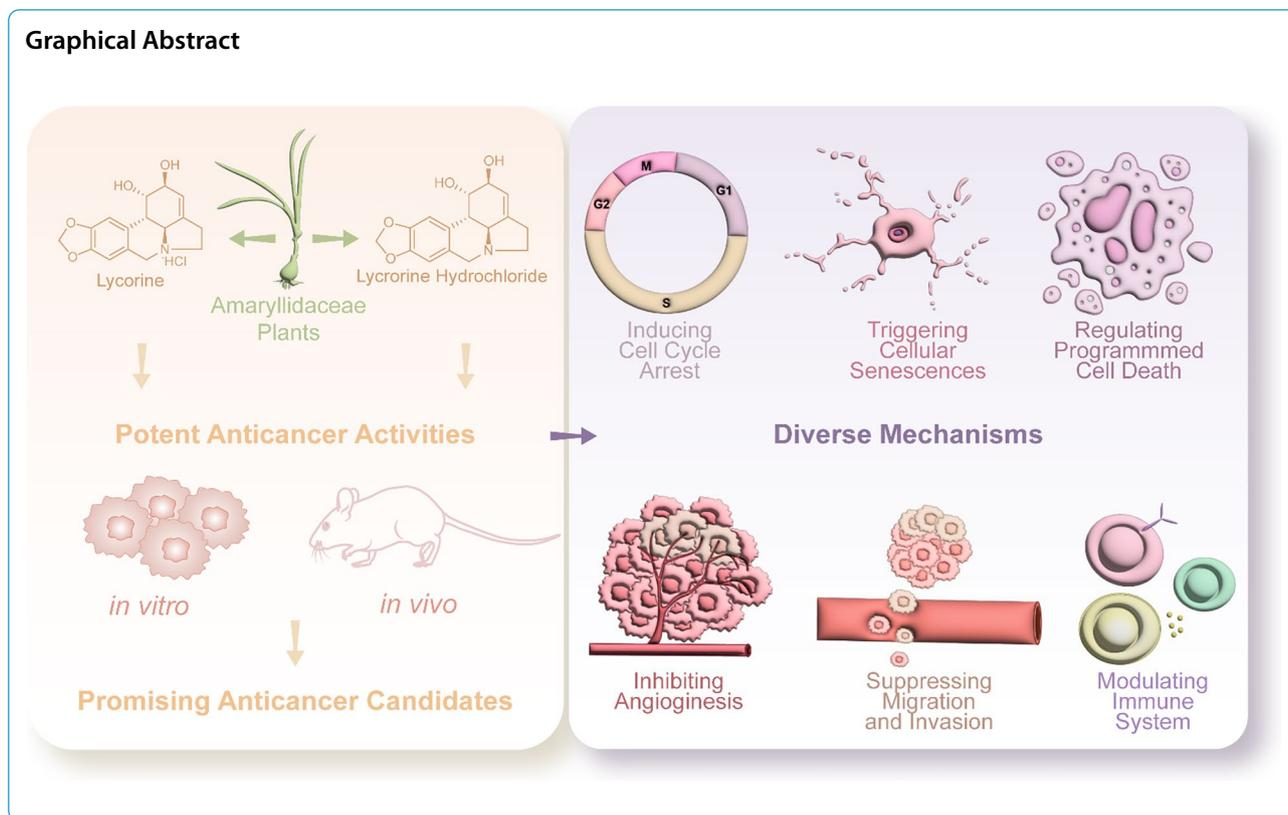 Graphical Abstract
OH
HO
O
O
N
HCl
Lycorine
OH
HO
O
O
N
Lycrorine Hydrochloride
Amaryllidaceae
Plants
Potent Anticancer Activities
in vitro
in vivo
Promising Anticancer Candidates
M
G1
G2
S
Inducing
Cell Cycle
Arrest
Triggering
Cellular
Senescences
Regulating
Programmmed
Cell Death
Diverse Mechanisms
Inhibiting
Angioginesis
Suppressing
Migration
and Invasion
Modulating
Immune
System